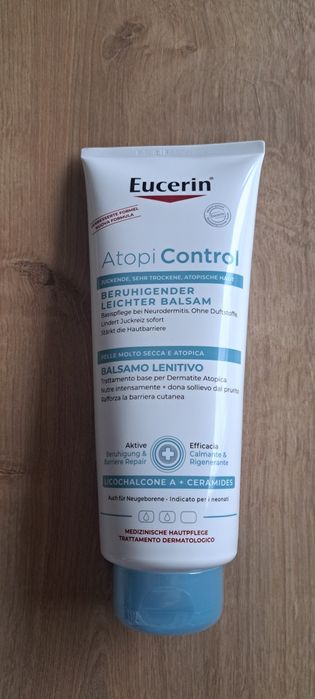 Eucerin®
VERBESSERTE FORMEL
NUOVA FORMULA
Atopi Control
JUCKENDE, SEHR TROCKENE, ATOPISCHE HAUT
BERUHIGENDER
LEICHTER BALSAM
Basispflege bei Neurodermitis. Ohne Duftstoffe
Lindert Juckreiz sofort
Stärkt die Hautbarriere
PELLE MOLTO SECCA E ATOPICA
BALSAMO LENITIVO
Trattamento base per Dermatite Atopica
Nutre intensamente + dona sollievo dal prurito
Rafforza la barriera cutanea
Aktive
Beruhigung &
Barriere Repair
Efficacia
Calmante &
Rigenerante
LICOCHALCONE A + CERAMIDES
Auch für Neugeborene - Indicato per i neonati
MEDIZINISCHE HAUTPFLEGE
TRATTAMENTO DERMATOLOGICO